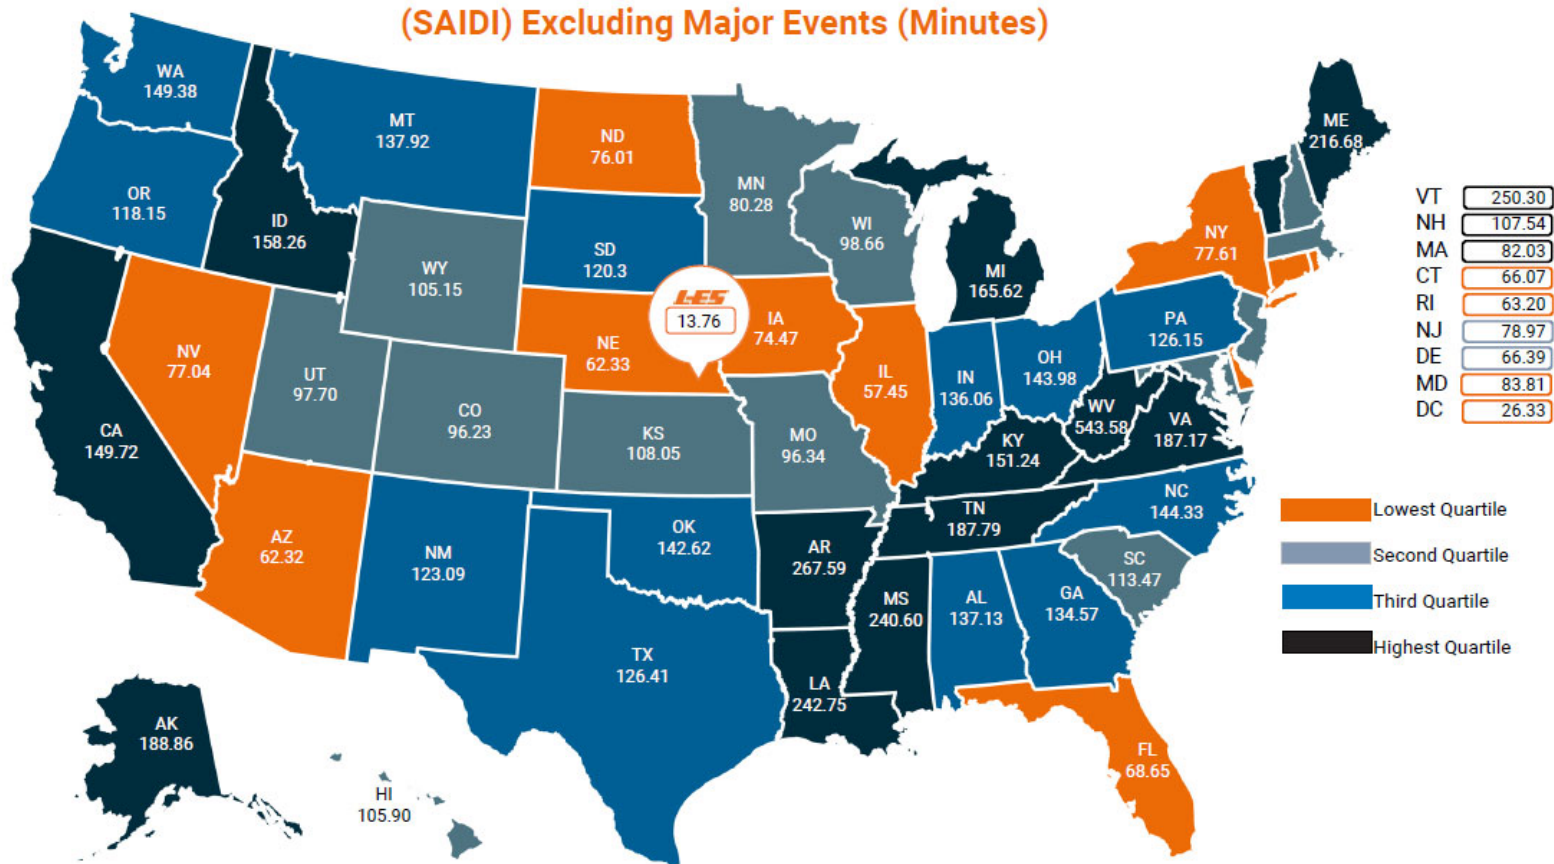 (SAIDI) Excluding Major Events (Minutes)
WA
149.38
MT
137.92
ND
76.01
MN
80.28
ME
216.68
OR
118.15
ID
158.26
WY
105.15
SD
120.3
WI
98.66
MI
165.62
NY
77.61
VT 250.30
NH 107.54
MA 82.03
CT 66.07
RI 63.20
NJ 78.97
DE 66.39
MD 83.81
DC 26.33
LES
13.76
NV
77.04
UT
97.70
CO
96.23
NE
62.33
IA
74.47
IL
57.45
IN
136.06
OH
143.98
PA
126.15
CA
149.72
KS
108.05
MO
96.34
KY
151.24
WV
543.58
VA
187.17
AZ
62.32
NM
123.09
OK
142.62
AR
267.59
TN
187.79
NC
144.33
SC
113.47
MS
240.60
AL
137.13
GA
134.57
TX
126.41
LA
242.75
FL
68.65
AK
188.86
HI
105.90
Lowest Quartile
Second Quartile
Third Quartile
Highest Quartile